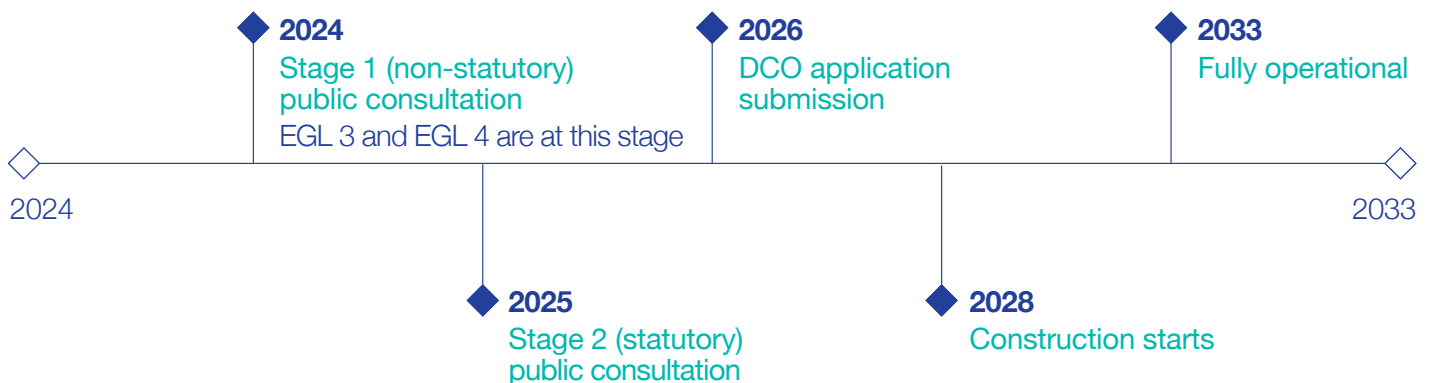 2024
Stage 1 (non-statutory)
public consultation
EGL 3 and EGL 4 are at this stage
2026
DCO application
submission
2033
Fully operational
2024
2033
2025
Stage 2 (statutory)
public consultation
2028
Construction starts